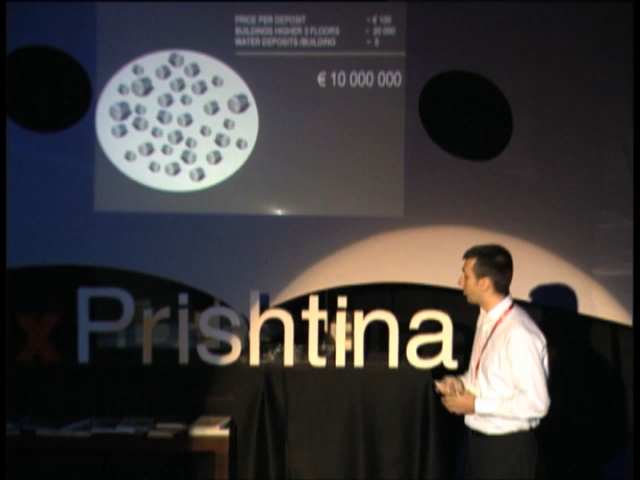 PRICE PER DEPOSIT - € 100
BUILDINGS HIGHER 3 FLOORS - 20 000
WATER DEPOSITS /BUILDING - 5
€ 10 000 000
x Prishtina